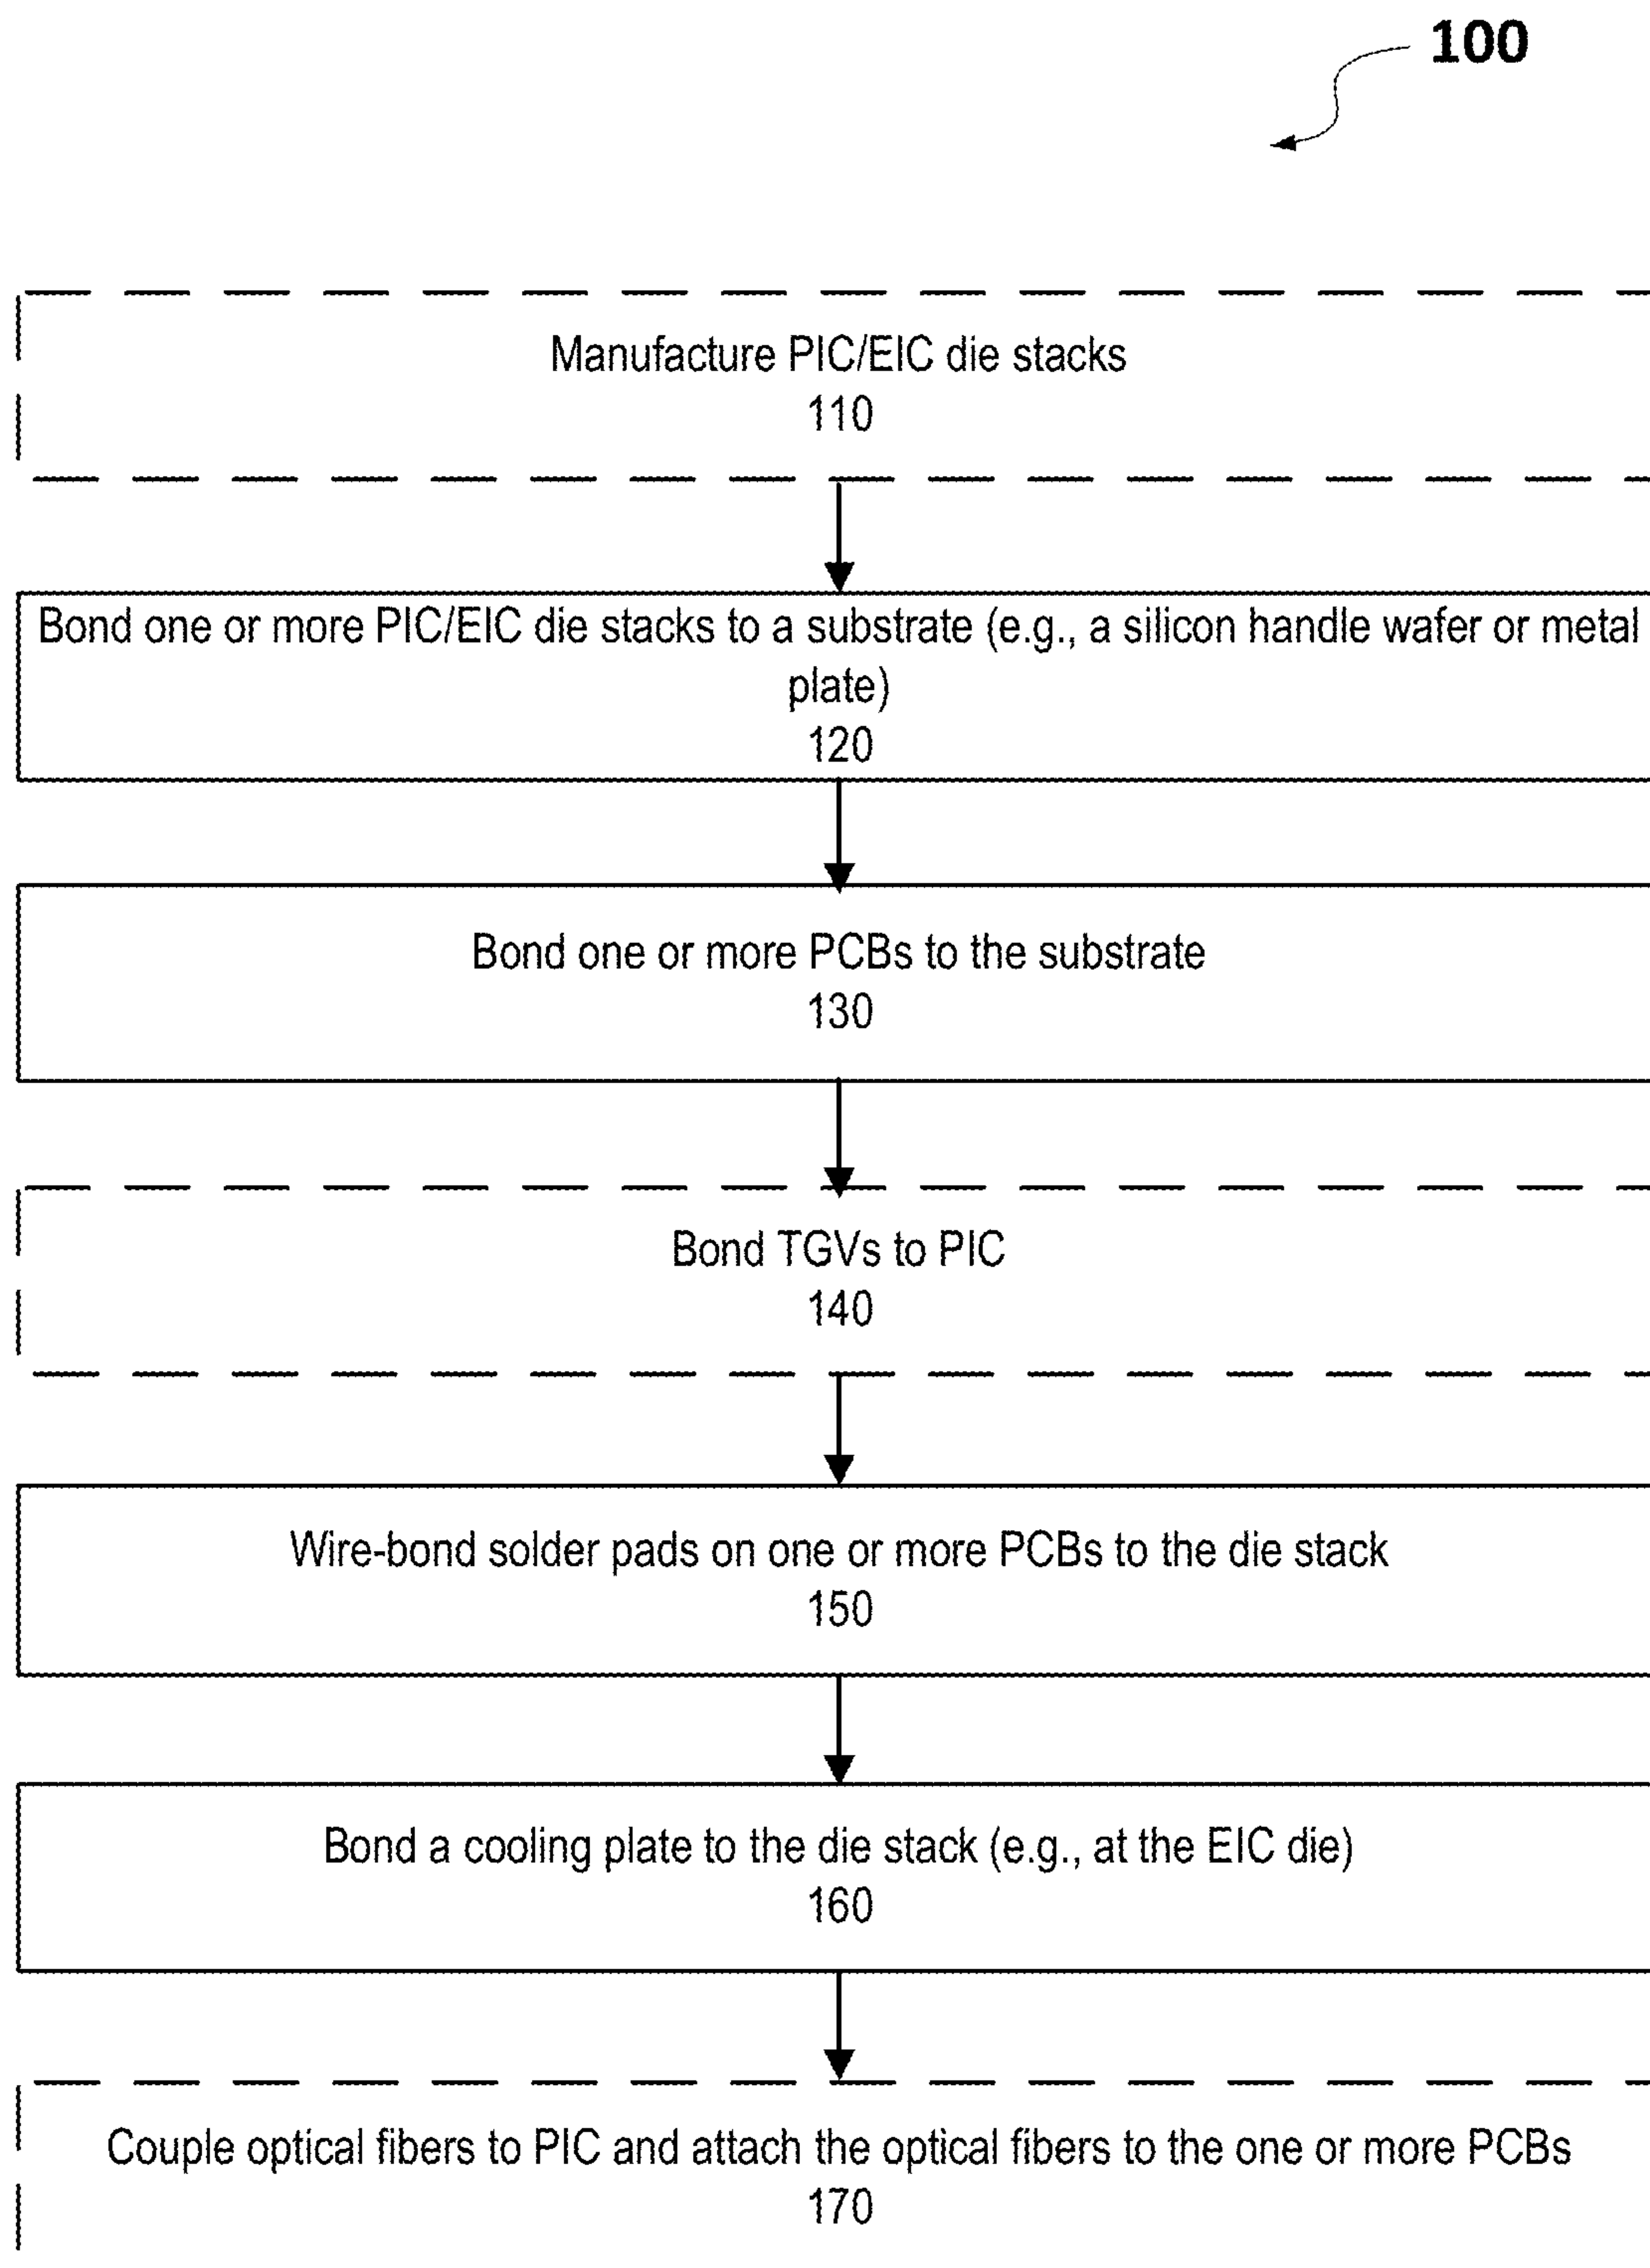 100
Manufacture PIC/EIC die stacks
110
Bond one or more PIC/EIC die stacks to a substrate (e.g., a silicon handle wafer or metal
plate)
120
Bond one or more PCBs to the substrate
130
Bond TGVs to PIC
140
Wire-bond solder pads on one or more PCBs to the die stack
150
Bond a cooling plate to the die stack (e.g., at the EIC die)
160
Couple optical fibers to PIC and attach the optical fibers to the one or more PCBs
170